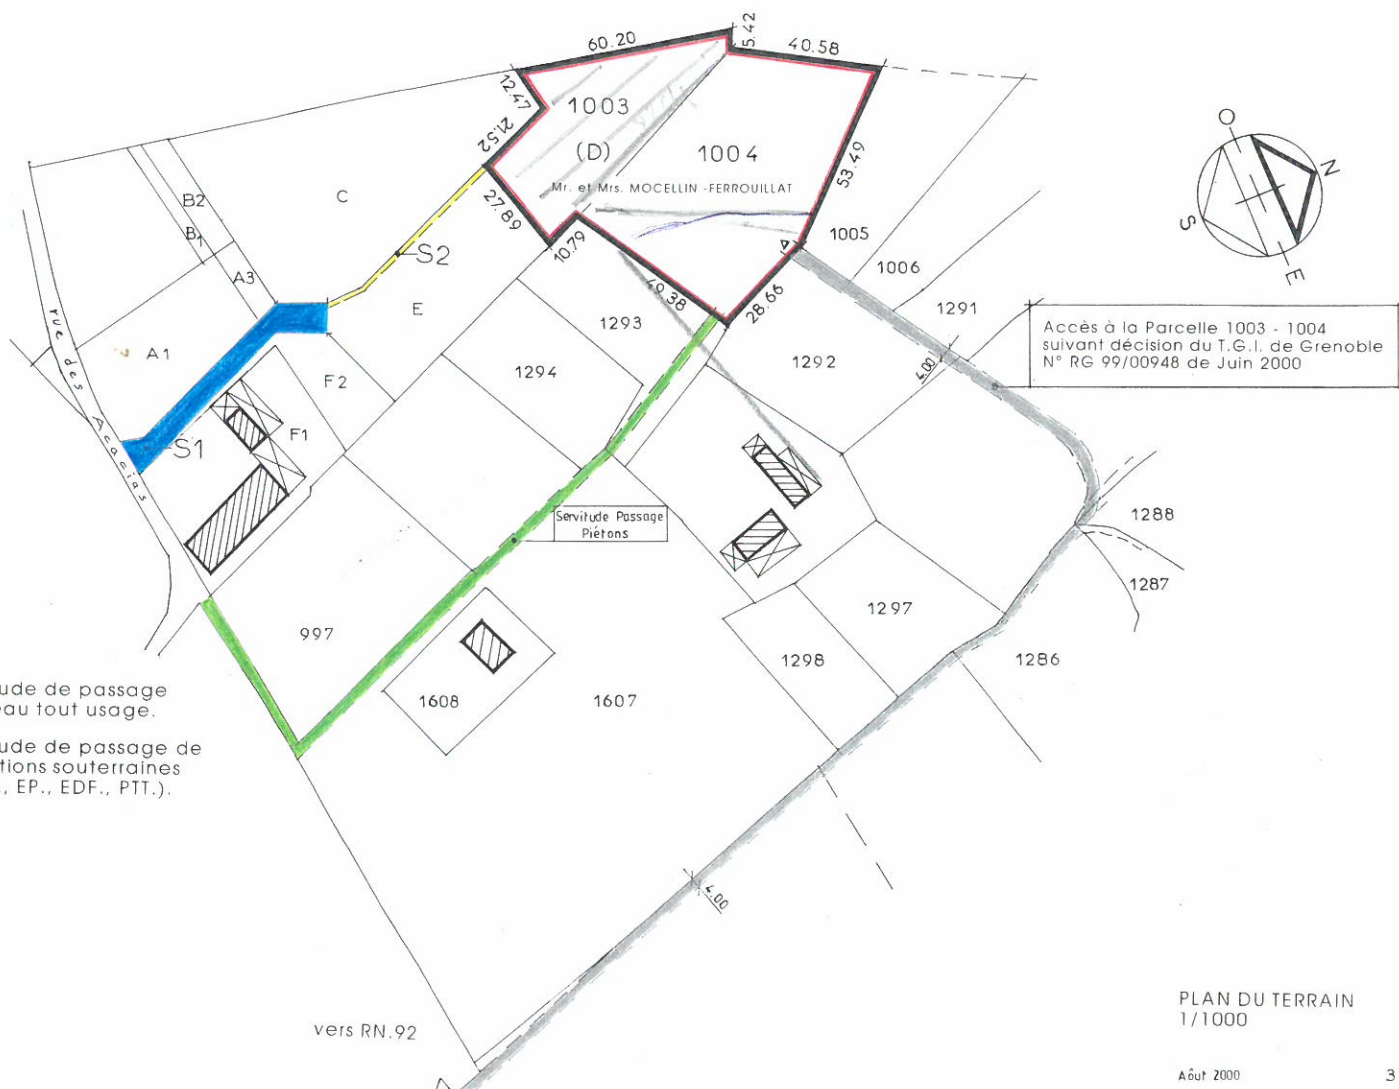 60.20
5.42
40.58
12.47
21.52
1003
(D)
1004
Mr. et Mrs. MOCELLIN -FERROUILLAT
53.49
27.89
10.79
49.38
28.66
4
O
N
S
E
B2
B1
A3
C
S2
E
A1
rue des Acacias
F2
F1
S1
1005
1006
1291
1293
1294
1292
4.00
Accès à la Parcelle 1003 - 1004
suivant décision du T.G.I. de Grenoble
N° RG 99/00948 de Juin 2000
Servitude Passage
Piétons
1288
1287
997
1297
1298
1286
1608
1607
ude de passage
eau tout usage.
ude de passage de
tions souterraines
., EP., EDF., PTT.).
4.00
vers RN.92
PLAN DU TERRAIN
1/1000
Aôut 2000
3